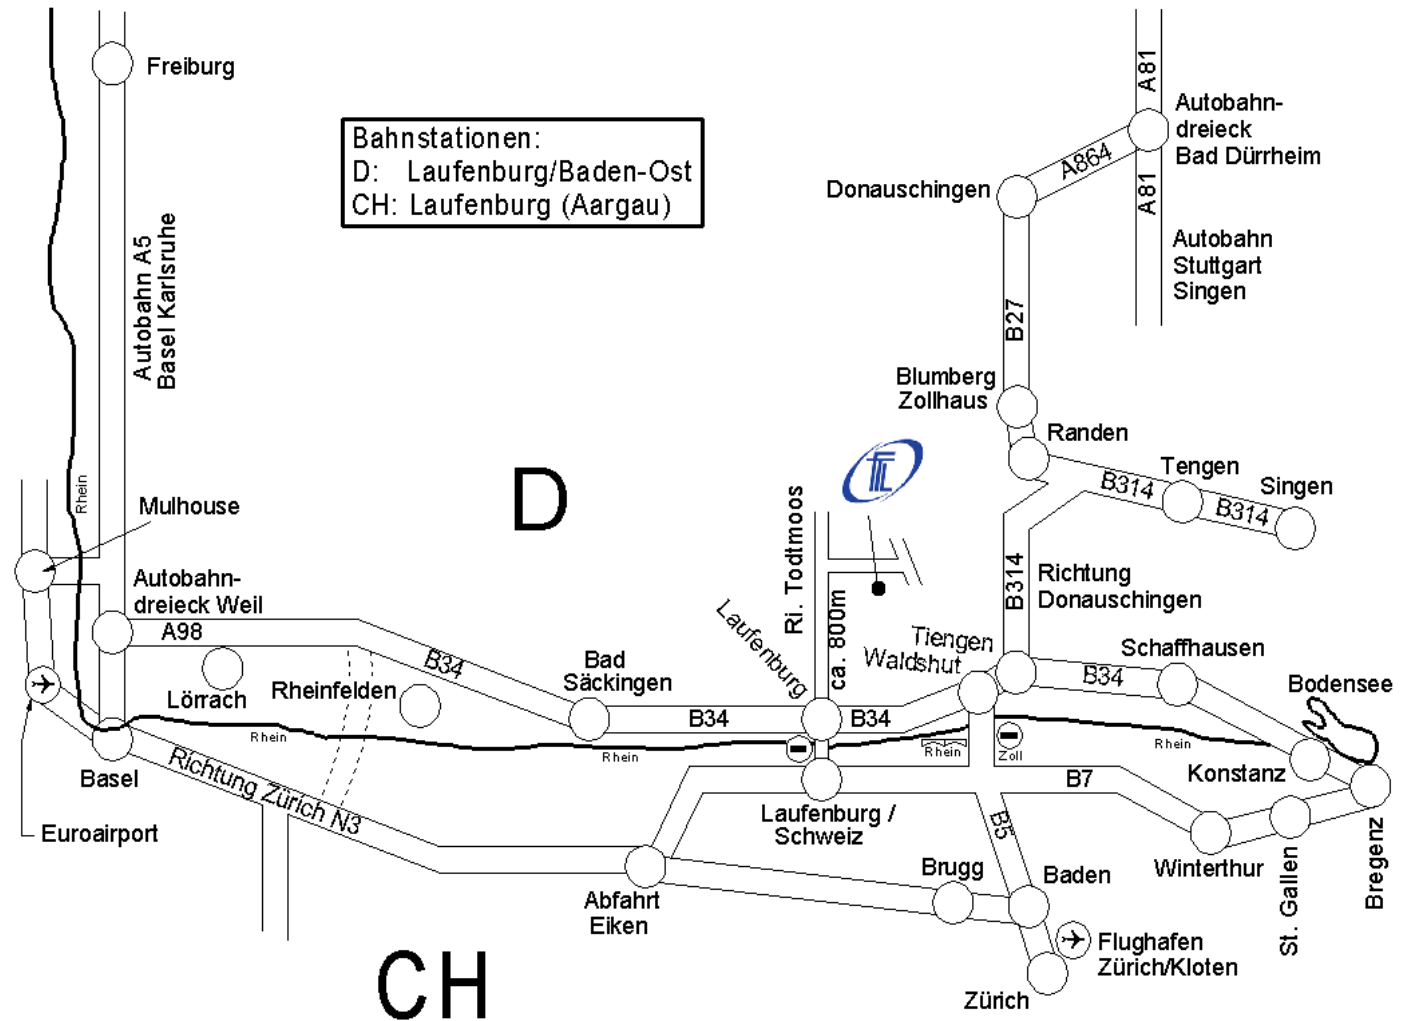 Freiburg
Bahnstationen:
D: Laufenburg/Baden-Ost
CH: Laufenburg (Aargau)
A81
Autobahn-
dreieck
Bad Dürrheim
A864
Donauschingen
A81
Autobahn
Stuttgart
Singen
Autobahn A5
Basel Karlsruhe
B27
Blumberg
Zollhaus
Randen
Tengen
Singen
B314
B314
TTL
D
Rhein
Mulhouse
Ri. Todtmoos
B314
Richtung
Donauschingen
Autobahn-
dreieck Weil
A98
ca. 800m
Laufenburg
Tiengen
Waldshut
Schaffhausen
B34
Bad
Säckingen
B34
Lörrach
Rheinfelden
Bodensee
B34
B34
Rhein
Rhein
Rhein
Zoll
Rhein
Konstanz
Basel
Richtung Zürich N3
B7
Laufenburg /
Schweiz
B5
Euroairport
Winterthur
St. Gallen
Bregenz
Brugg
Baden
Abfahrt
Eiken
Flughafen
Zürich/Kloten
CH
Zürich